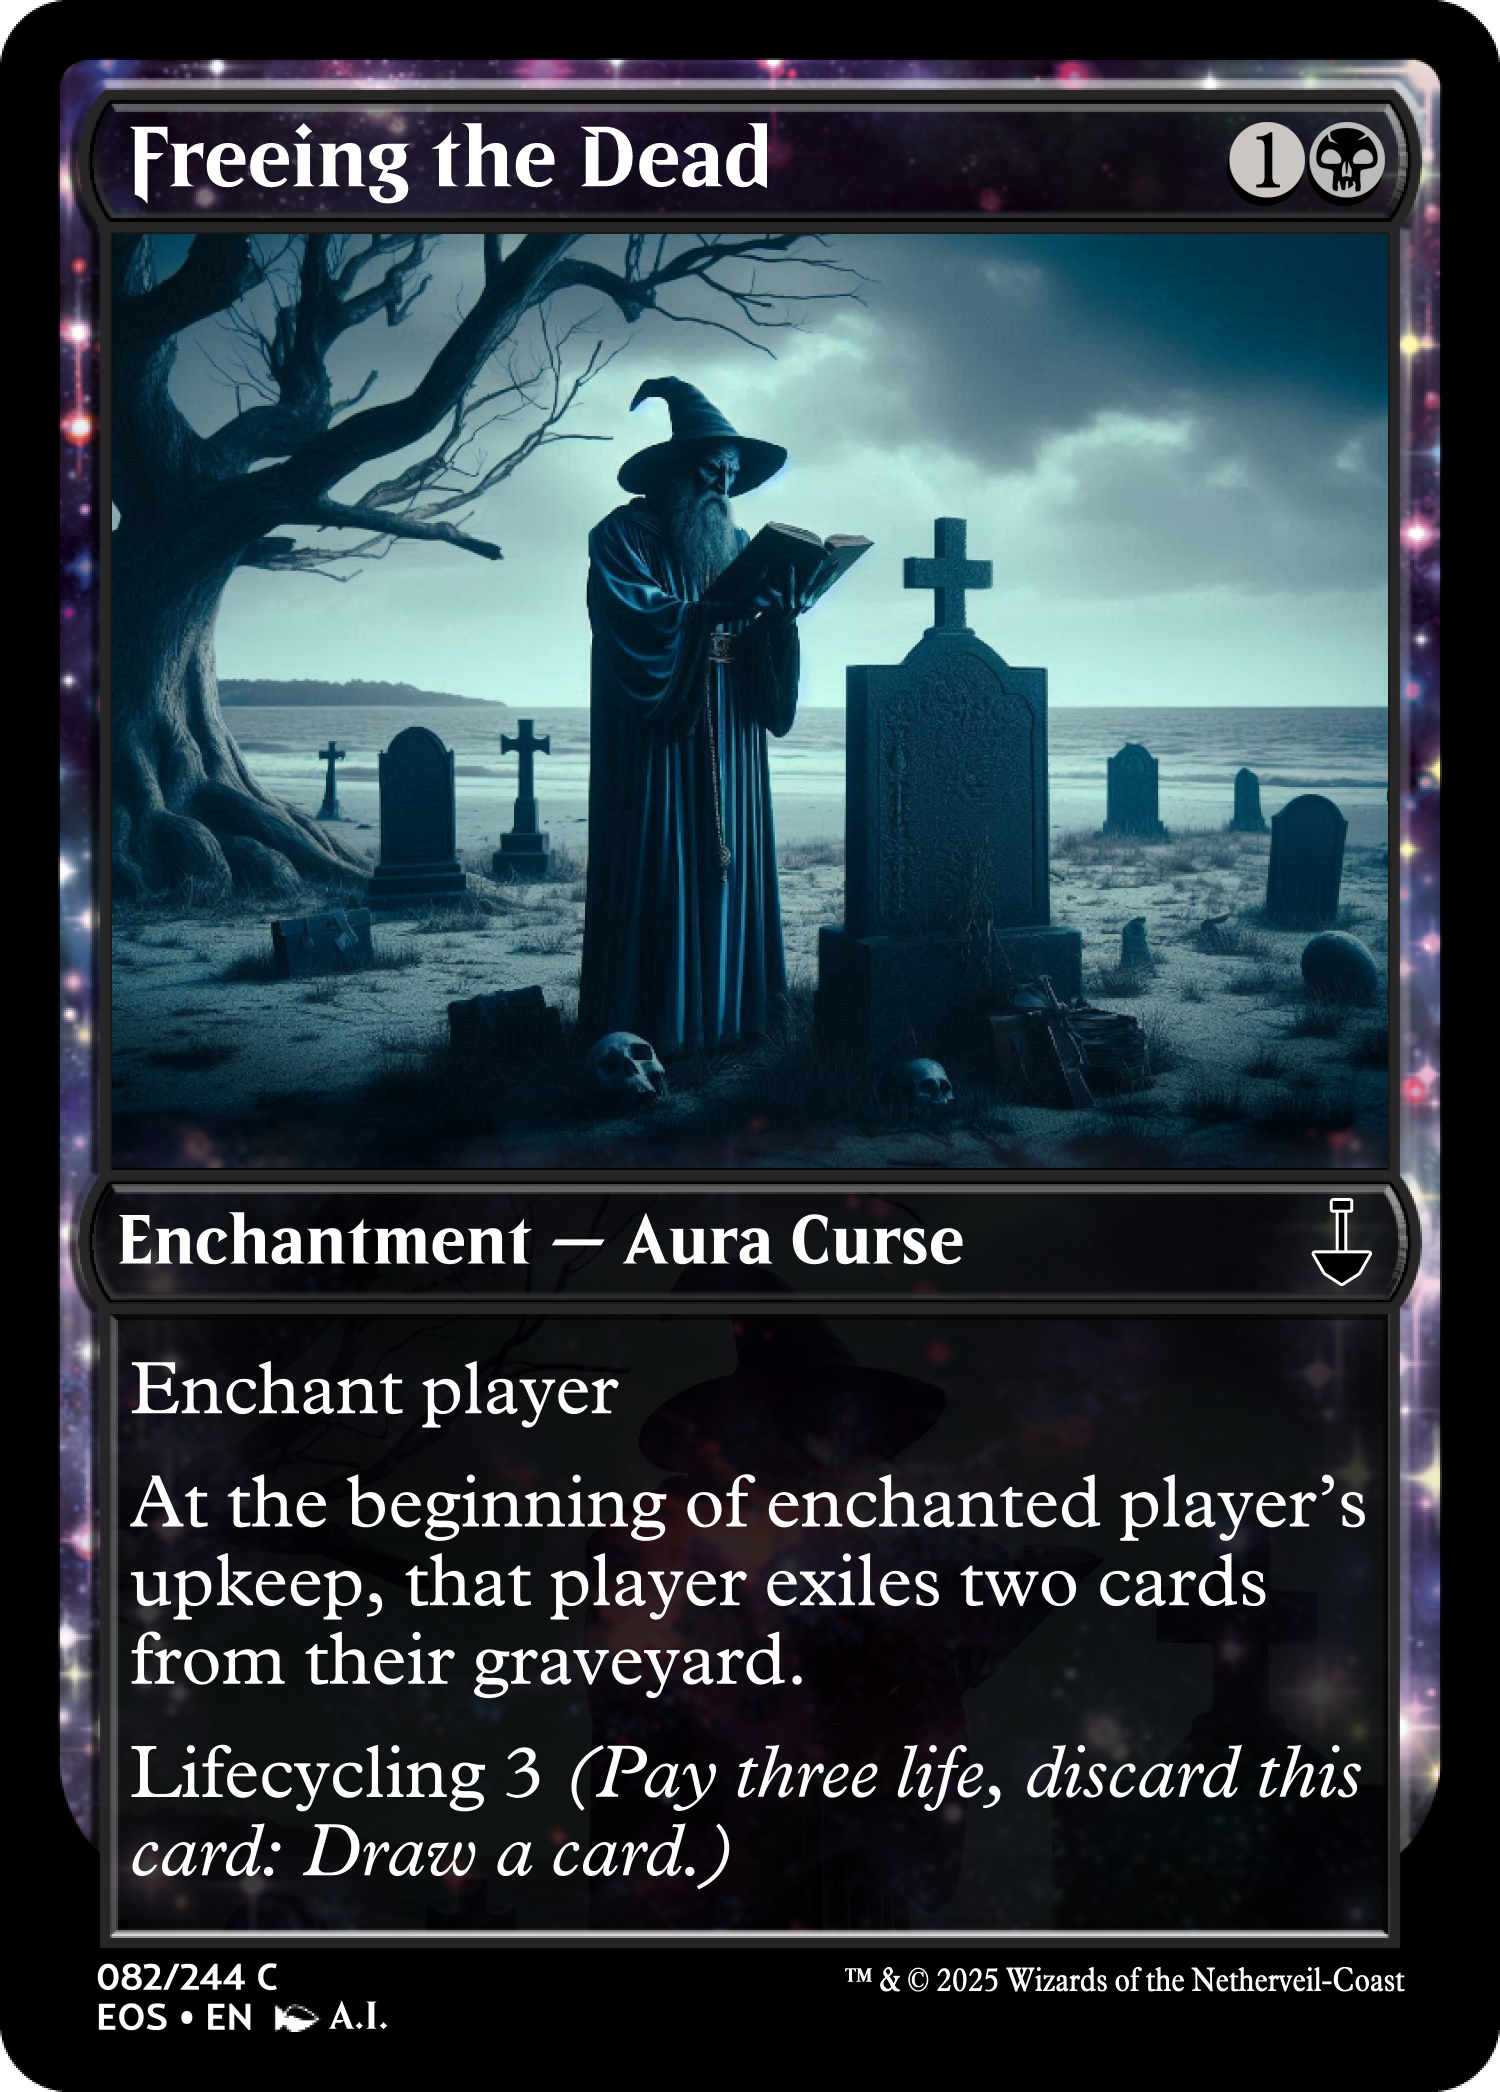 Freeing the Dead 1
Enchantment — Aura Curse
Enchant player
At the beginning of enchanted player’s
upkeep, that player exiles two cards
from their graveyard.
Lifecycling 3 (Pay three life, discard this
card: Draw a card.)
082/244 C
EOS • EN A.I.
™ & © 2025 Wizards of the Netherveil-Coast